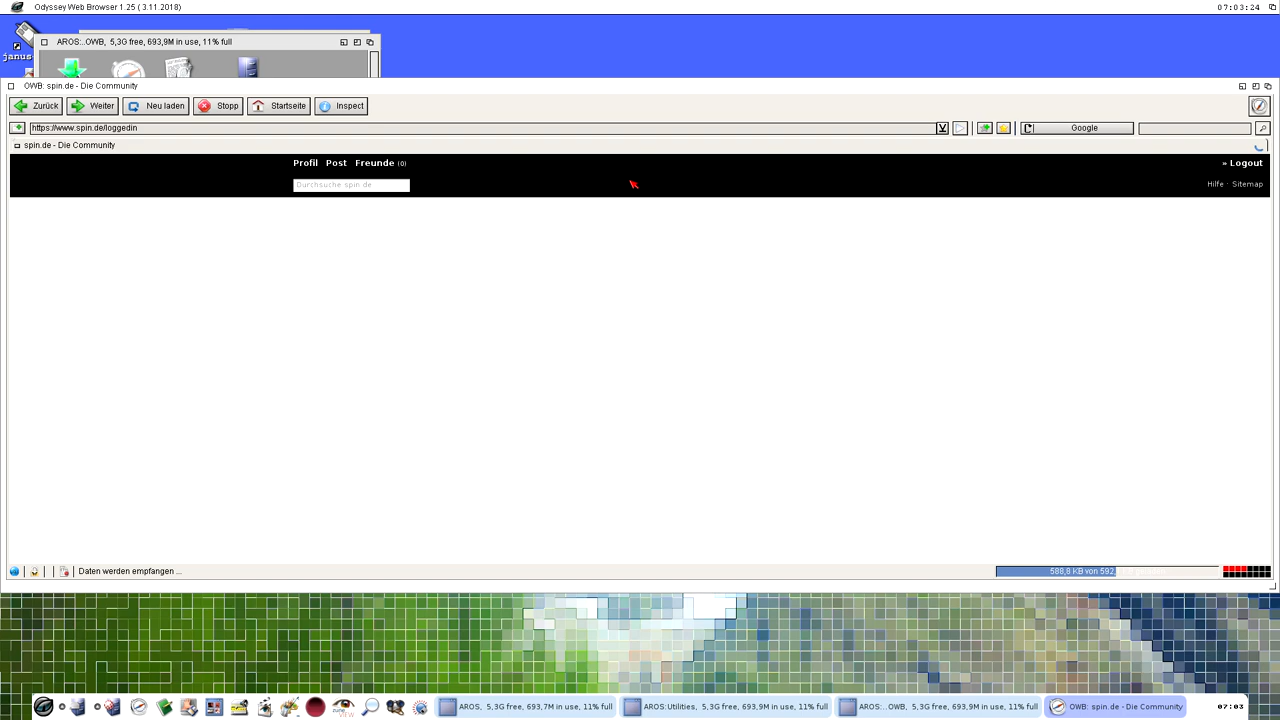 Odyssey Web Browser 1.25 ( 3.11.2018)
07:03:24
AROS:..OWB, 5,3G free, 693,9M in use, 11% full
janus-
OWB: spin.de - Die Community
Zurück Weiter Neu laden Stopp Startseite Inspect
https://www.spin.de/loggedin
Google
spin.de - Die Community
Profil Post Freunde (0)
» Logout
Durchsuche spin.de
Hilfe · Sitemap
Daten werden empfangen ...
588,8 KB von 592,
AROS, 5,3G free, 693,7M in use, 11% full
AROS:Utilities, 5,3G free, 693,9M in use, 11% full
AROS:..OWB, 5,3G free, 693,9M in use, 11% full
OWB: spin.de - Die Community
07:03